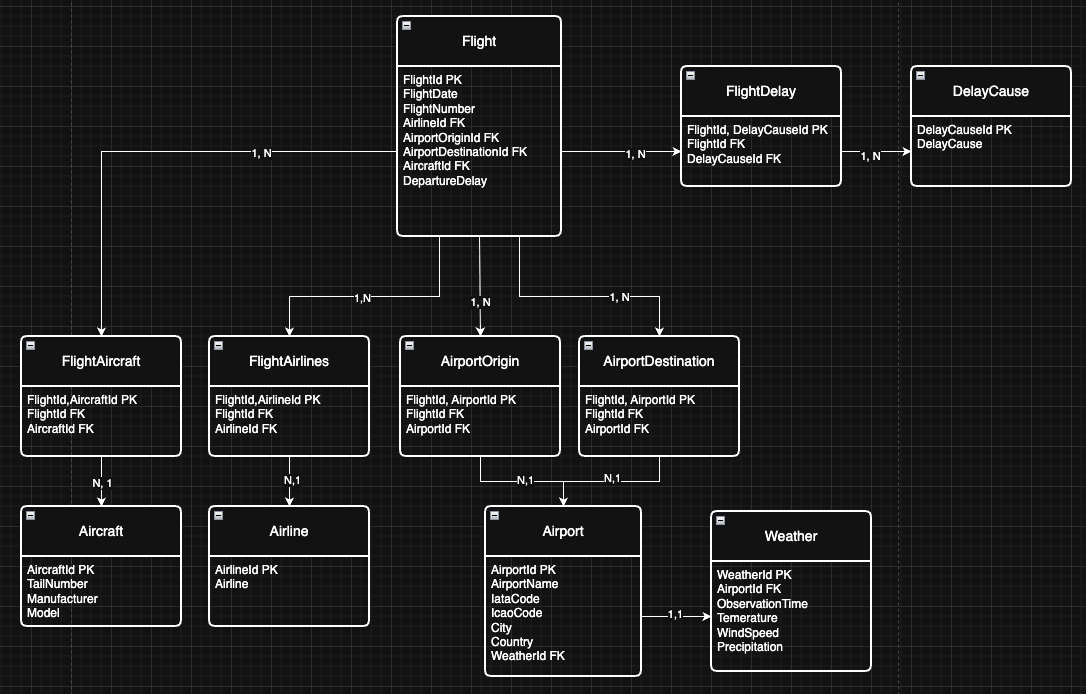 Flight
FlightId PK
FlightDate
FlightNumber
AirlineId FK
AirportOriginId FK
AirportDestinationId FK
AircraftId FK
DepartureDelay
FlightDelay
FlightId, DelayCauseId PK
FlightId FK
DelayCauseId FK
DelayCause
DelayCauseId PK
DelayCause
1, N
1, N
1, N
1,N
1, N
1, N
FlightAircraft
FlightId,AircraftId PK
FlightId FK
AircraftId FK
FlightAirlines
FlightId,AirlineId PK
FlightId FK
AirlineId FK
AirportOrigin
FlightId, AirportId PK
FlightId FK
AirportId FK
AirportDestination
FlightId, AirportId PK
FlightId FK
AirportId FK
N, 1
N,1
N,1
N,1
Aircraft
AircraftId PK
TailNumber
Manufacturer
Model
Airline
AirlineId PK
Airline
Airport
AirportId PK
AirportName
IataCode
IcaoCode
City
Country
WeatherId FK
1,1
Weather
WeatherId PK
AirportId FK
ObservationTime
Temerature
WindSpeed
Precipitation